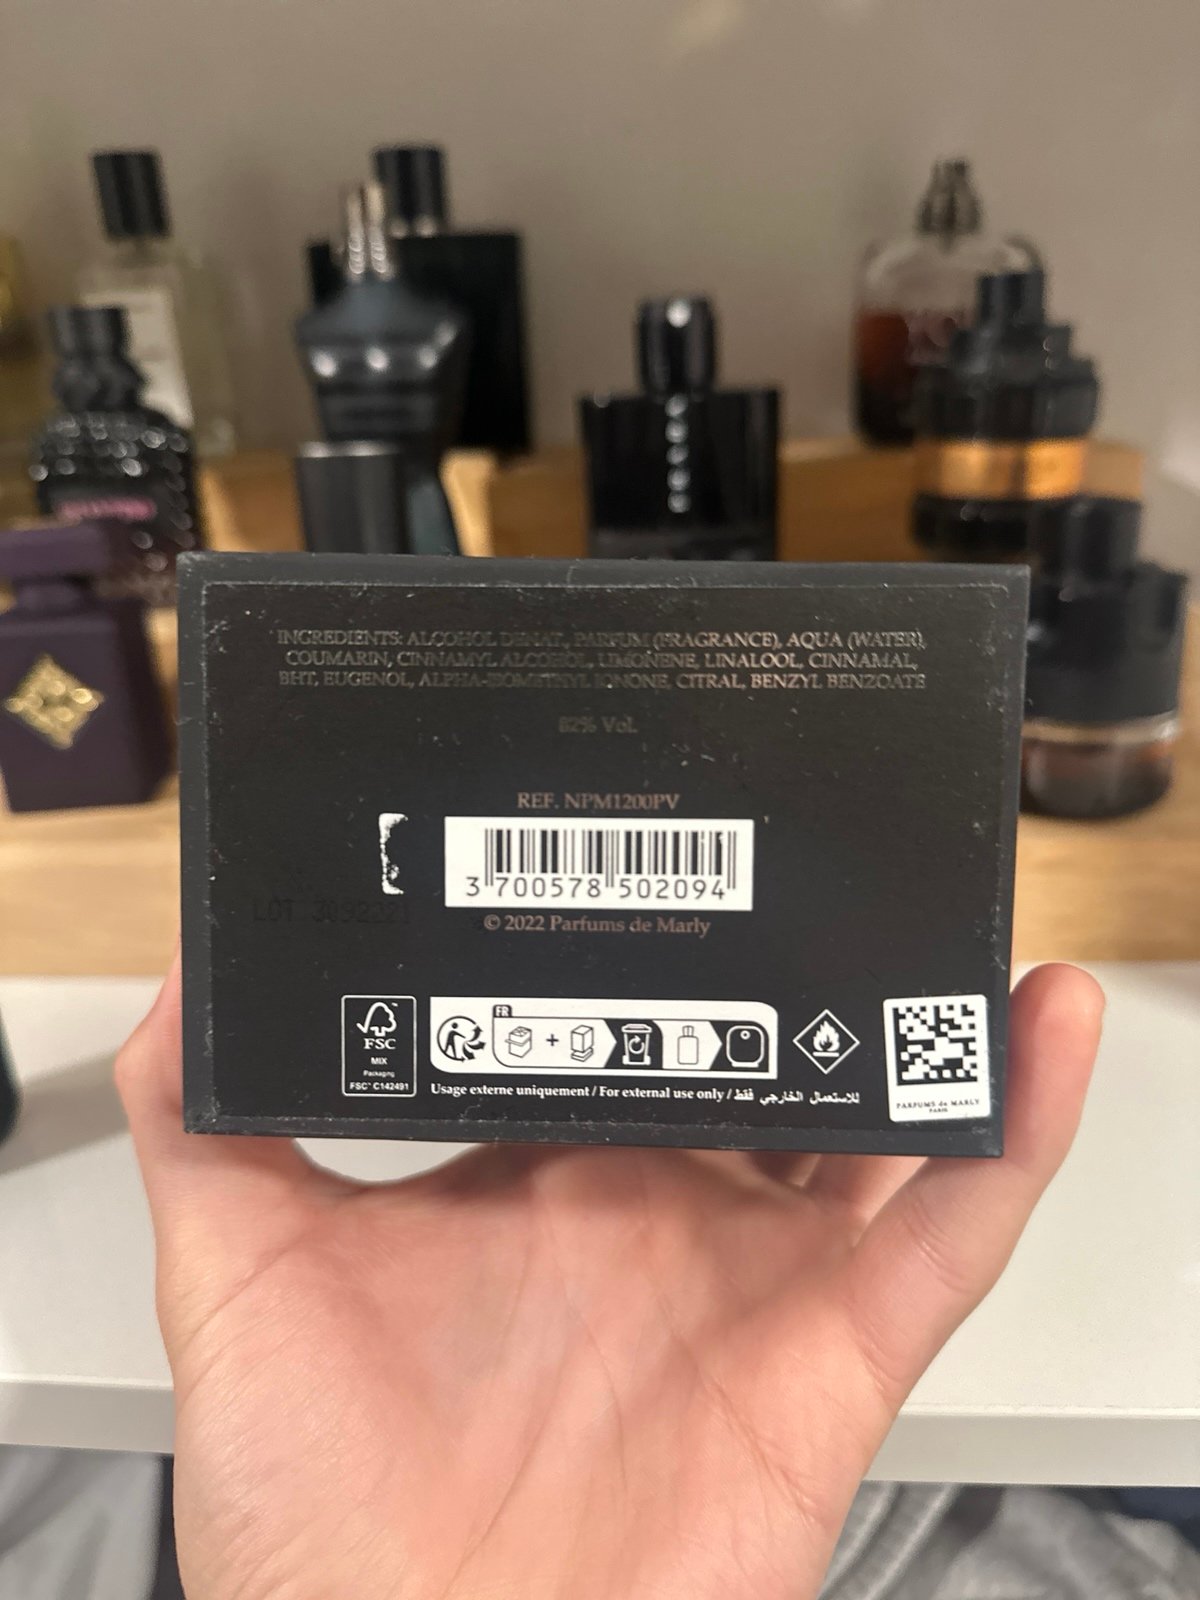 INGREDIENTS: ALCOHOL DENAT., PARFUM (FRAGRANCE), AQUA (WATER),
COUMARIN, CINNAMYL ALCOHOL, LIMONENE, LINALOOL, CINNAMAL,
BHT, EUGENOL, ALPHA-ISOMETHYL IONONE, CITRAL, BENZYL BENZOATE
82% Vol.
REF. NPM1200PV
3 700578 502094
© 2022 Parfums de Marly
LOT
FSC™
MIX
Packaging
FSC® C142491
FR
Usage externe uniquement / For external use only / للاستعمال الخارجي فقط
PARFUMS de MARLY
PARIS
PRADA